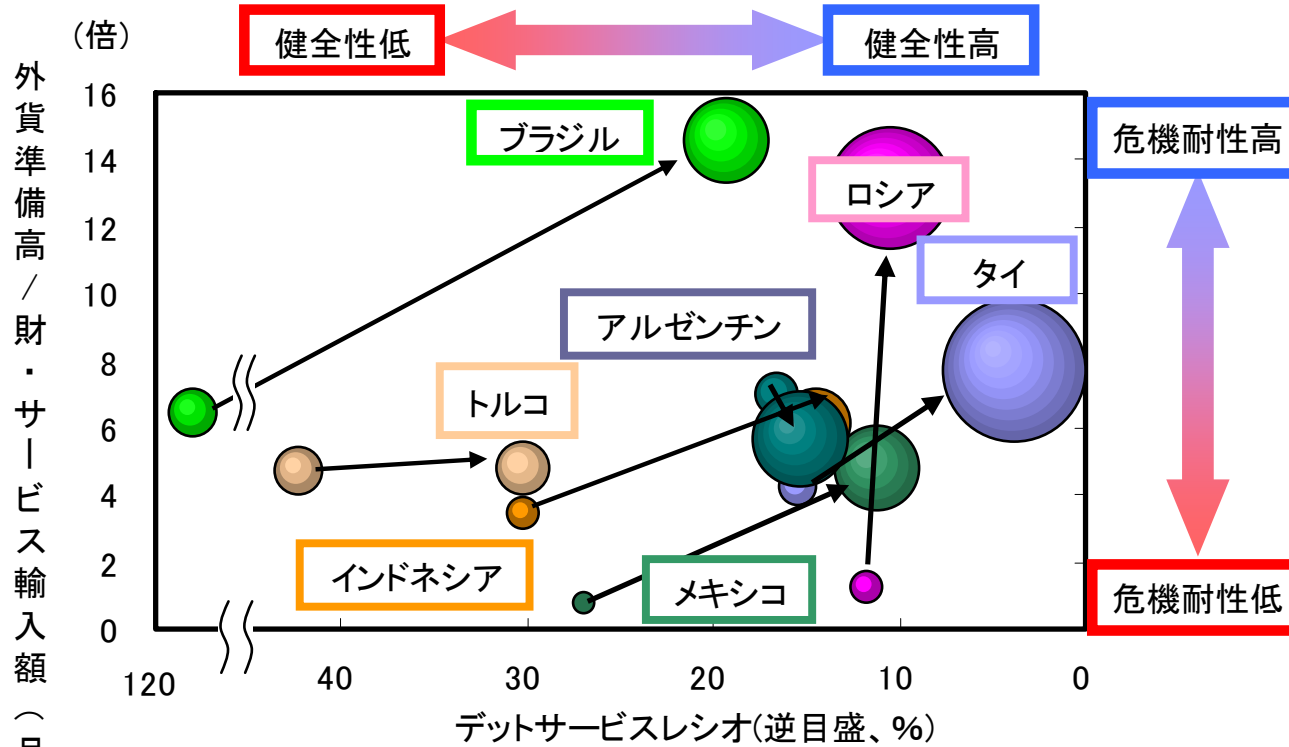 (倍)
健全性低
健全性高
外貨準備高/財・サービス輸入額(
16
14
12
10
8
6
4
2
0
ブラジル
ロシア
タイ
アルゼンチン
トルコ
インドネシア
メキシコ
危機耐性高
危機耐性低
120
40
30
20
10
0
デットサービスレシオ(逆目盛、%)